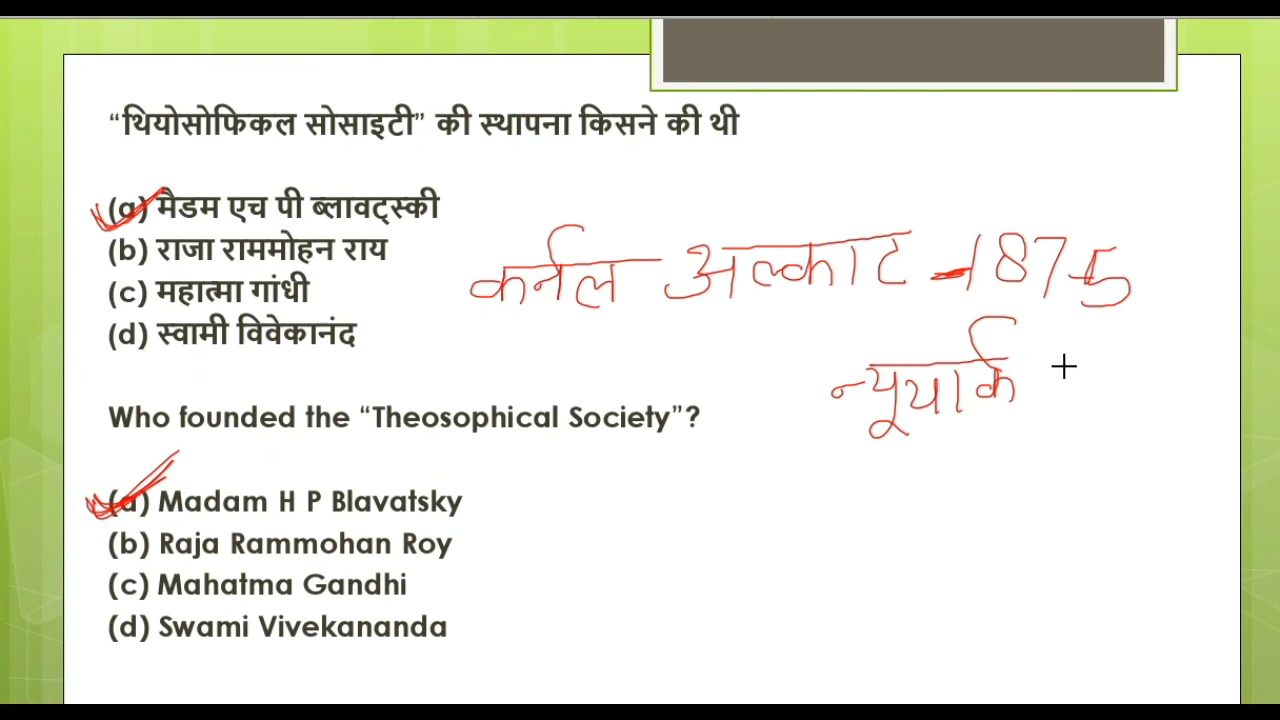 “थियोसोफिकल सोसाइटी” की स्थापना किसने की थी
(a) मैडम एच पी ब्लावट्स्की
(b) राजा राममोहन राय
(c) महात्मा गांधी
(d) स्वामी विवेकानंद
कर्नल अल्काट - 1875
न्यूयार्क
Who founded the “Theosophical Society”?
(a) Madam H P Blavatsky
(b) Raja Rammohan Roy
(c) Mahatma Gandhi
(d) Swami Vivekananda